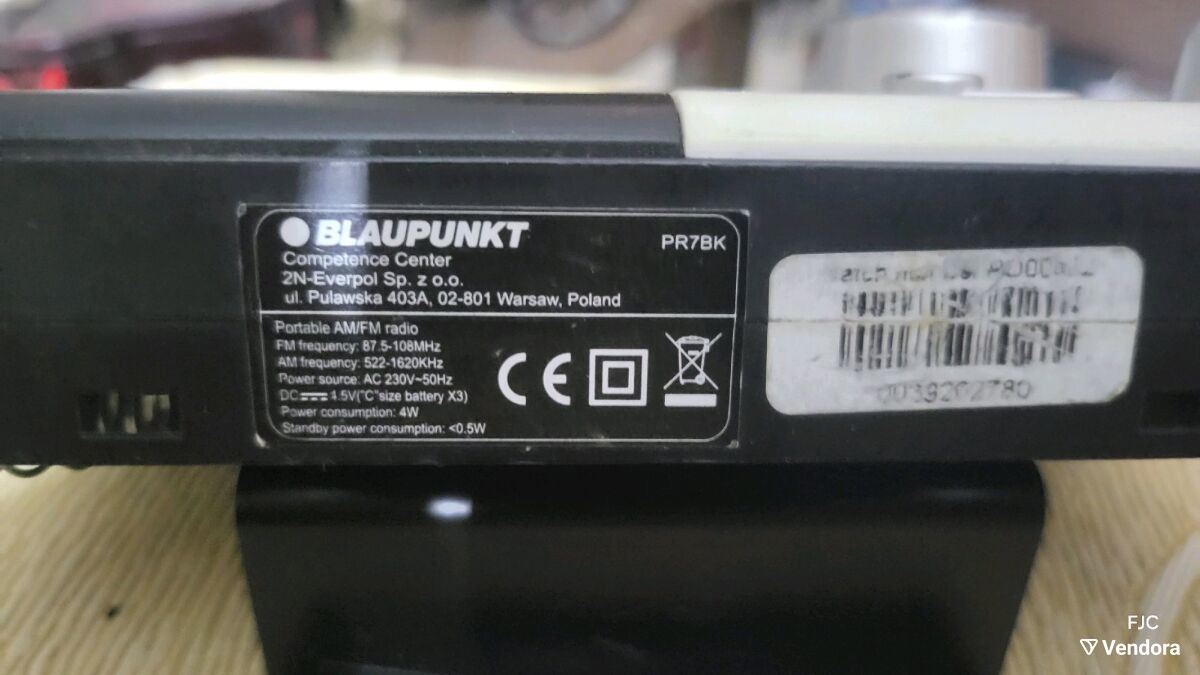 BLAUPUNKT
PR7BK
Competence Center
2N-Everpol Sp. z o.o.
ul. Pulawska 403A, 02-801 Warsaw, Poland
Portable AM/FM radio
FM frequency: 87.5-108MHz
AM frequency: 522-1620KHz
Power source: AC 230V~50Hz
DC⎓4.5V("C"size battery X3)
Power consumption: 4W
Standby power consumption: <0.5W
CE
FJC
Vendora